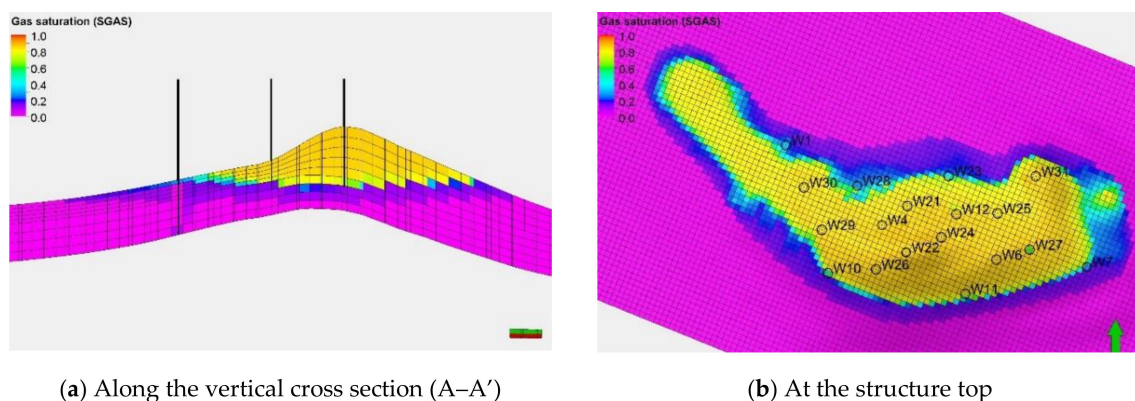 Gas saturation (SGAS)
1.0
0.8
0.6
0.4
0.2
0.0
Gas saturation (SGAS)
1.0
0.8
0.6
0.4
0.2
0.0
W1
W30
W28
W23
W31
W21
W12
W25
W29
W4
W24
W22
W27
W6
W10
W26
W7
W11
(a) Along the vertical cross section (A–A’)
(b) At the structure top